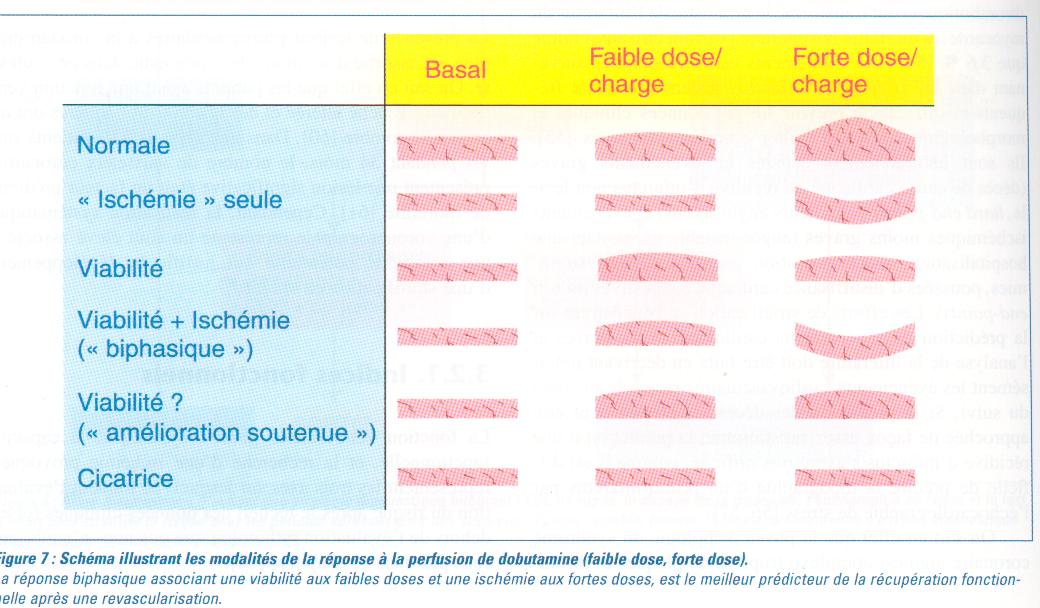 Basal
Faible dose/
charge
Forte dose/
charge
Normale
« Ischémie » seule
Viabilité
Viabilité + Ischémie
(« biphasique »)
Viabilité ?
(« amélioration soutenue »)
Cicatrice
Figure 7 : Schéma illustrant les modalités de la réponse à la perfusion de dobutamine (faible dose, forte dose).
a réponse biphasique associant une viabilité aux faibles doses et une ischémie aux fortes doses, est le meilleur prédicteur de la récupération fonction-
nelle après une revascularisation.